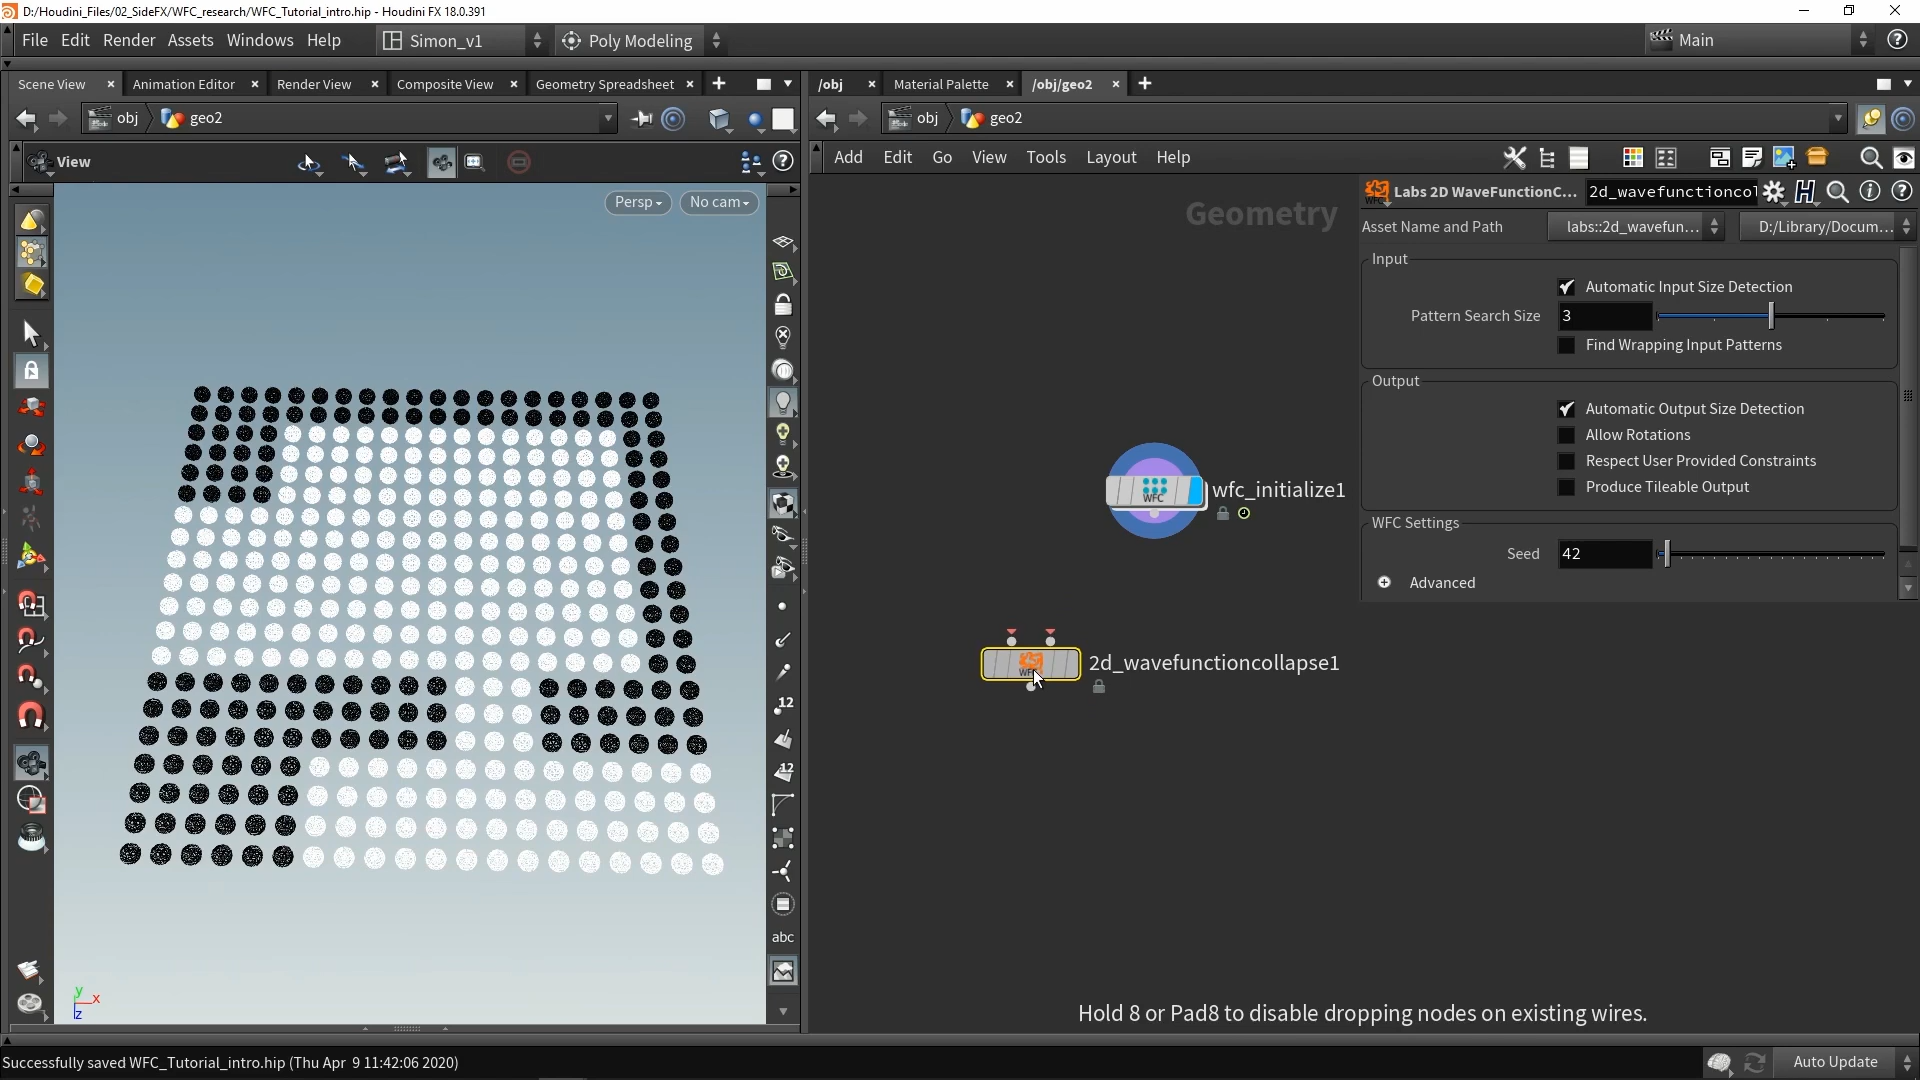 D:/Houdini_Files/02_SideFX/WFC_research/WFC_Tutorial_intro.hip - Houdini FX 18.0.391
File Edit Render Assets Windows Help Simon_v1 Poly Modeling Main
Scene View Animation Editor Render View Composite View Geometry Spreadsheet /obj Material Palette /obj/geo2
obj geo2 obj geo2
View Add Edit Go View Tools Layout Help
Persp No cam
Geometry
Labs 2D WaveFunctionC... 2d_wavefunctioncol
Asset Name and Path labs::2d_wavefun... D:/Library/Docum...
Input
Automatic Input Size Detection
Pattern Search Size 3
Find Wrapping Input Patterns
Output
Automatic Output Size Detection
Allow Rotations
Respect User Provided Constraints
Produce Tileable Output
WFC Settings
Seed 42
Advanced
WFC
wfc_initialize1
2d_wavefunctioncollapse1
12
12
abc
y
x
z
Hold 8 or Pad8 to disable dropping nodes on existing wires.
Successfully saved WFC_Tutorial_intro.hip (Thu Apr 9 11:42:06 2020)
Auto Update